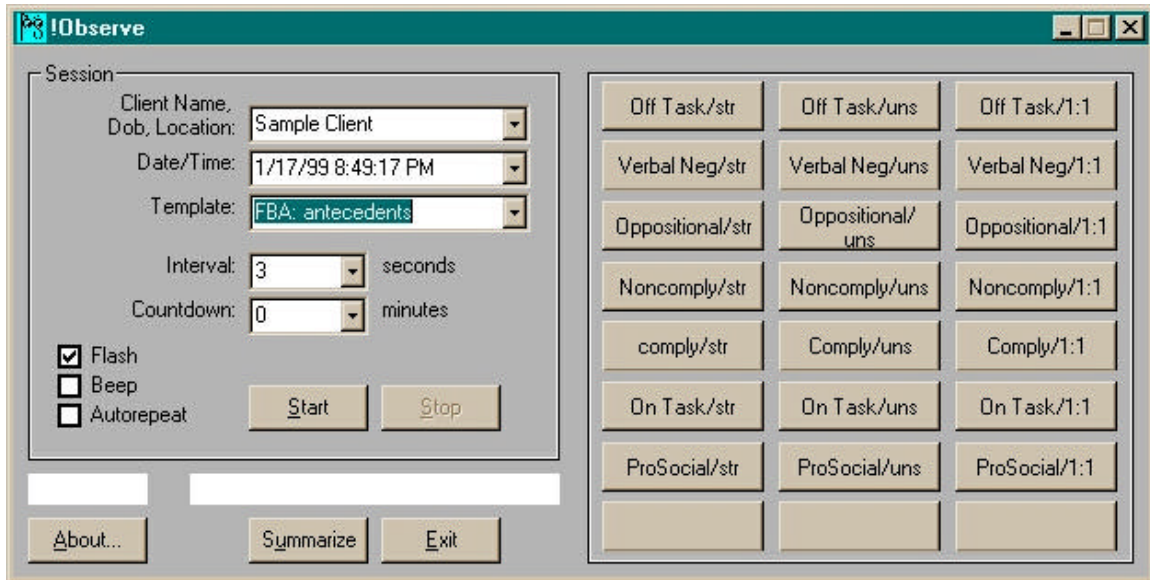 !Observe
Session
Client Name,
Dob, Location:
Sample Client
Date/Time:
1/17/99 8:49:17 PM
Template:
FBA: antecedents
Interval:
3
seconds
Countdown:
0
minutes
Flash
Beep
Autorepeat
Start
Stop
About...
Summarize
Exit
Off Task/str
Off Task/uns
Off Task/1:1
Verbal Neg/str
Verbal Neg/uns
Verbal Neg/1:1
Oppositional/str
Oppositional/
uns
Oppositional/1:1
Noncomply/str
Noncomply/uns
Noncomply/1:1
comply/str
Comply/uns
Comply/1:1
On Task/str
On Task/uns
On Task/1:1
ProSocial/str
ProSocial/uns
ProSocial/1:1